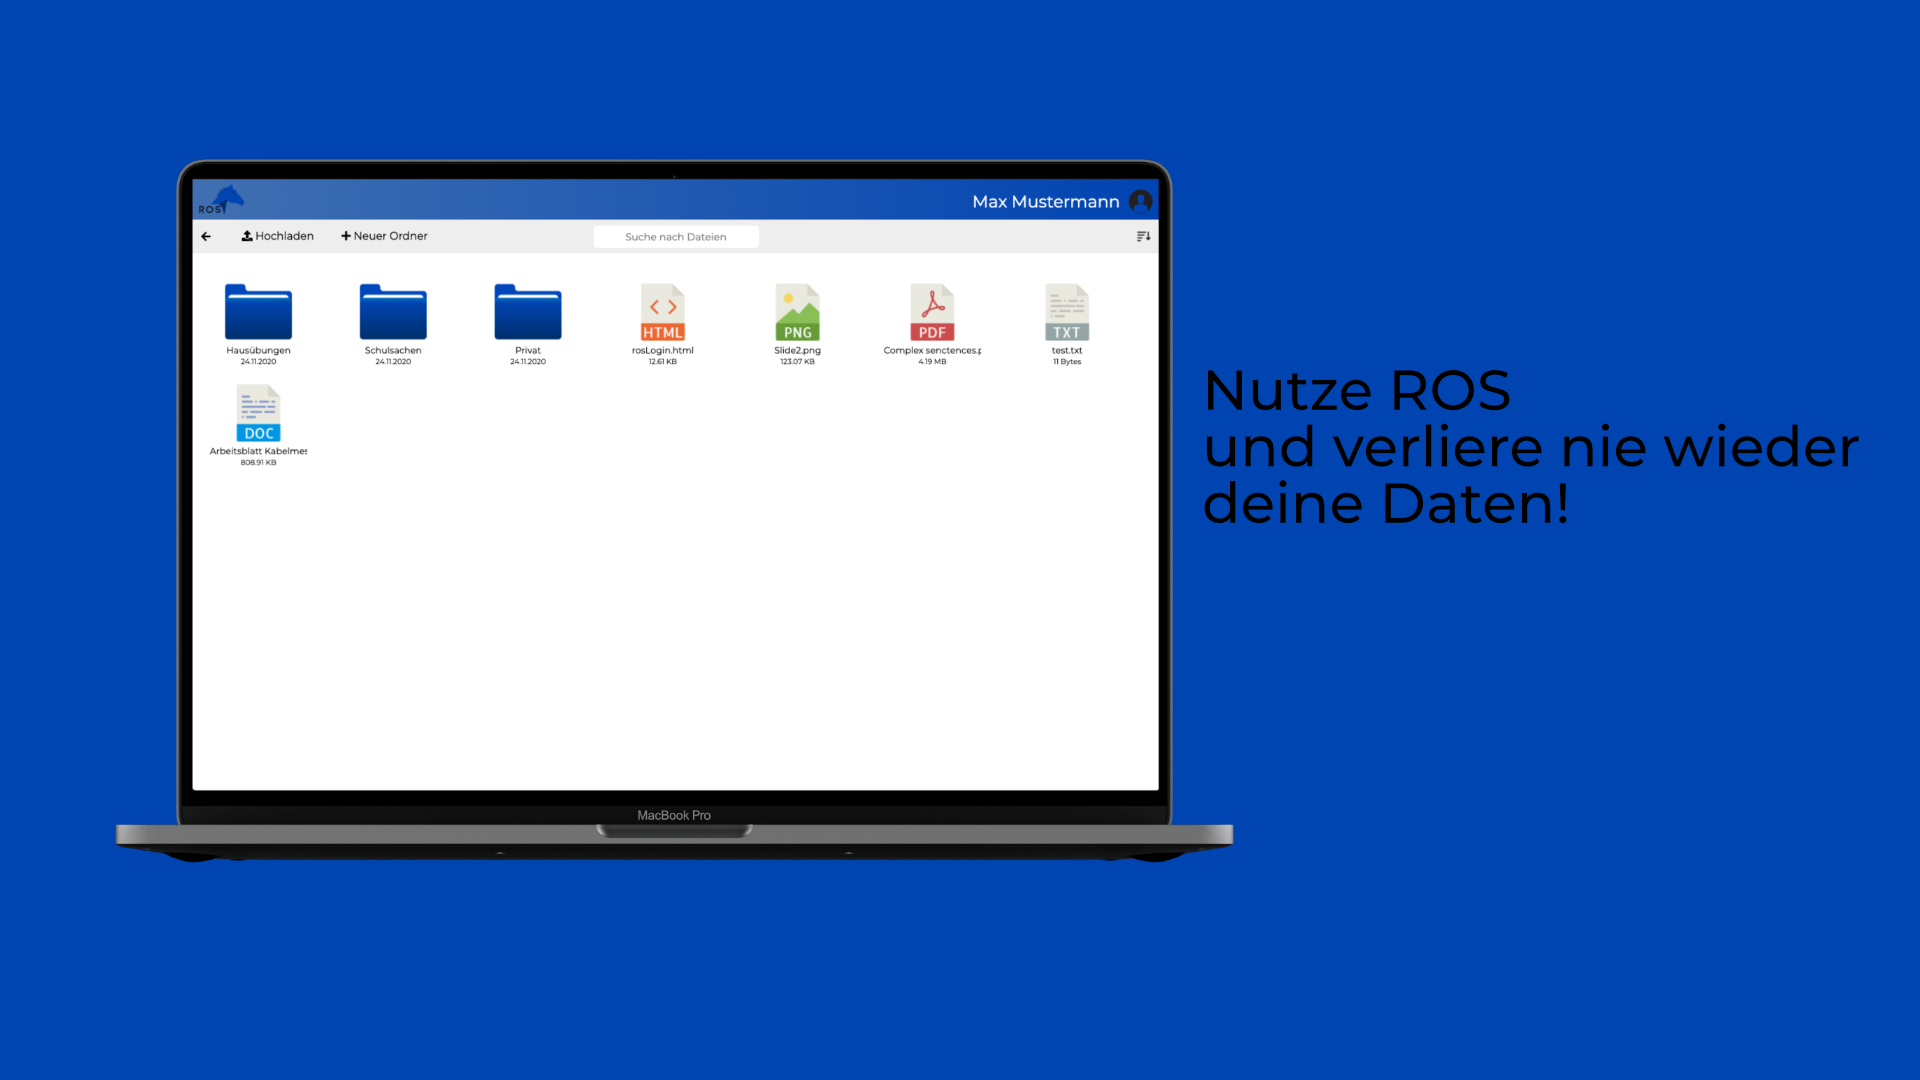 ROS
Max Mustermann
Hochladen
Neuer Ordner
Suche nach Dateien
HTML
PNG
PDF
TXT
Hausübungen
Schulsachen
Privat
rosLogin.html
Slide2.png
Complex senctences.p
test.txt
24.11.2020
24.11.2020
24.11.2020
12.61 KB
123.07 KB
4.19 MB
11 Bytes
DOC
Arbeitsblatt Kabelmes
808.91 KB
MacBook Pro
Nutze ROS
und verliere nie wieder
deine Daten!